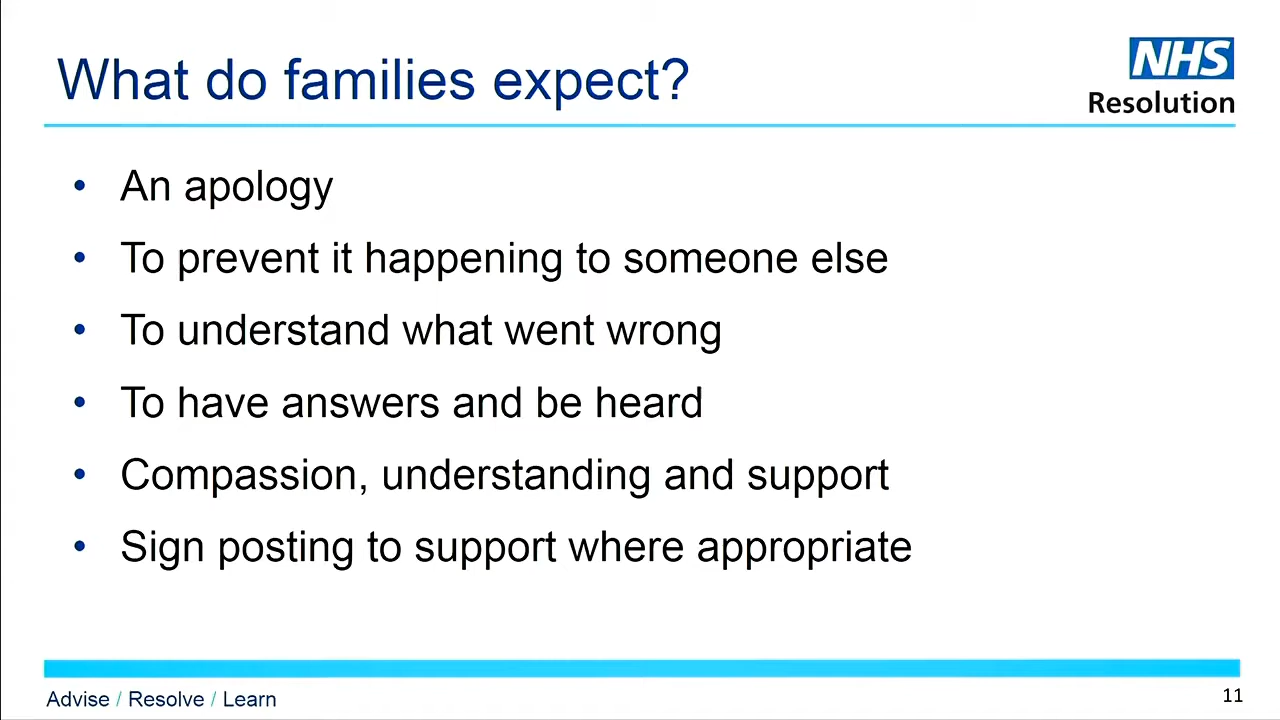 What do families expect?
NHS
Resolution
• An apology
• To prevent it happening to someone else
• To understand what went wrong
• To have answers and be heard
• Compassion, understanding and support
• Sign posting to support where appropriate
Advise / Resolve / Learn
11